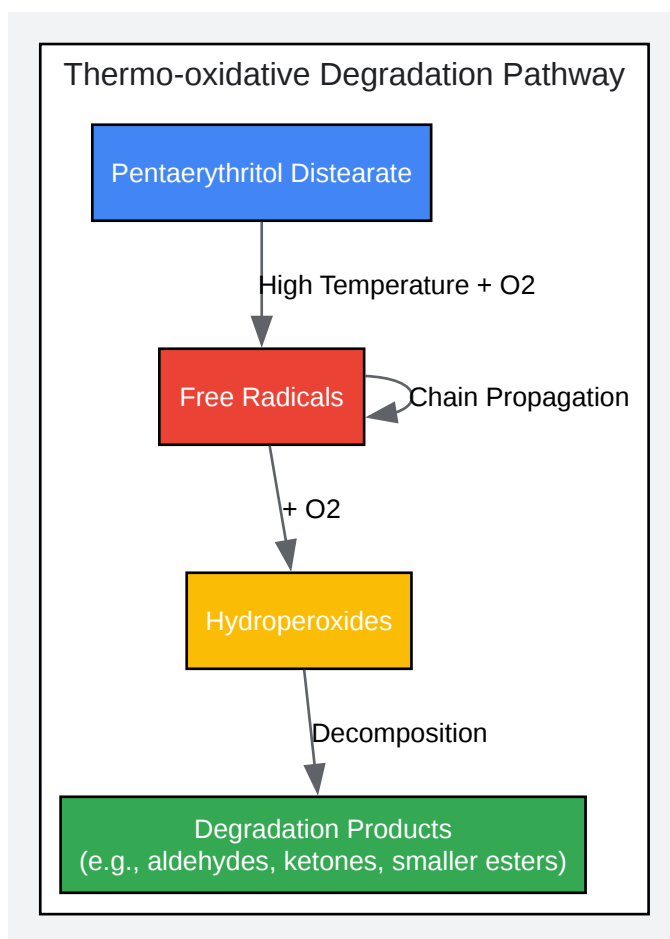 Thermo-oxidative Degradation Pathway
Pentaerythritol Distearate
High Temperature + O2
Free Radicals
Chain Propagation
+ O2
Hydroperoxides
Decomposition
Degradation Products
(e.g., aldehydes, ketones, smaller esters)